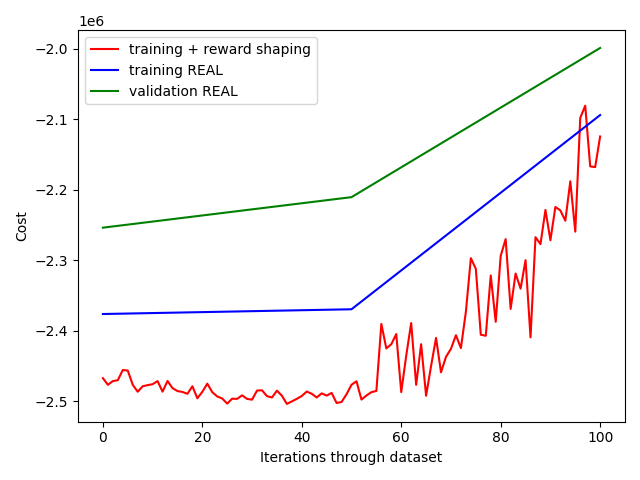 1e6
training + reward shaping
training REAL
validation REAL
−2.0
−2.1
−2.2
−2.3
−2.4
−2.5
Cost
0 20 40 60 80 100
Iterations through dataset